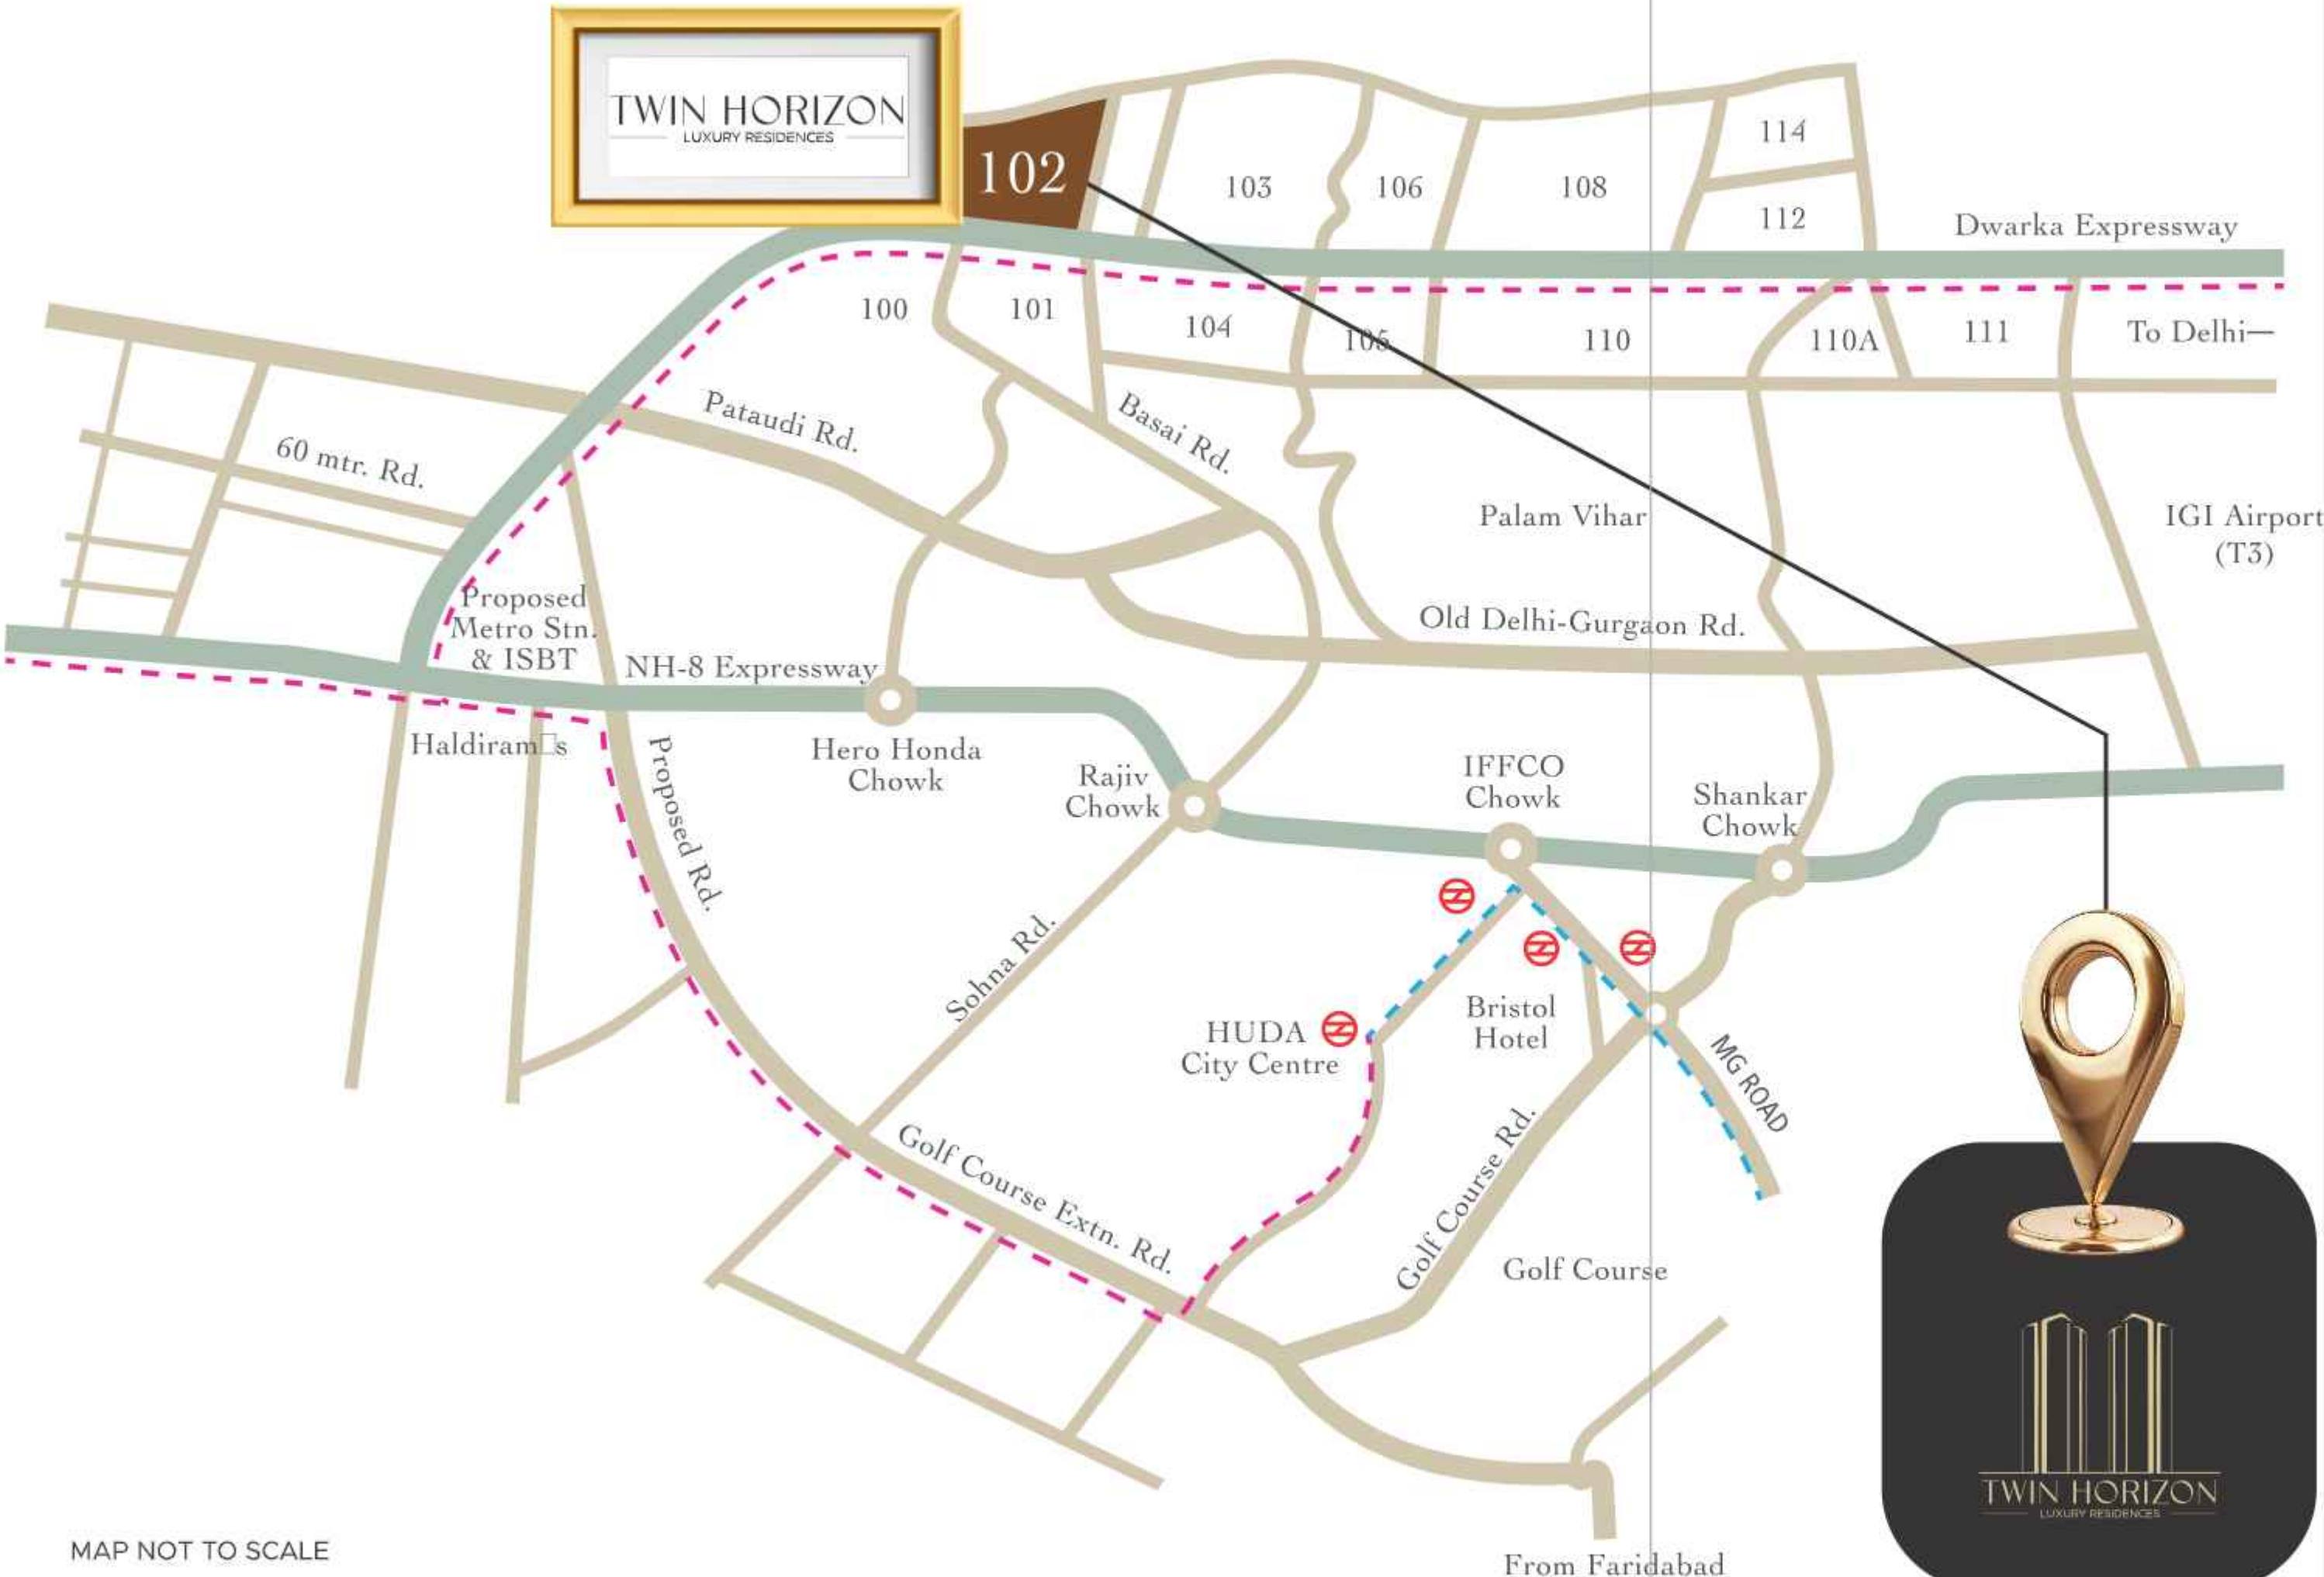 TWIN HORIZON
LUXURY RESIDENCES
102
103
106
108
114
112
Dwarka Expressway
100
101
104
105
110
110A
111
To Delhi—
60 mtr. Rd.
Pataudi Rd.
Basai Rd.
Palam Vihar
IGI Airport
(T3)
Proposed
Metro Stn.
& ISBT
NH-8 Expressway
Old Delhi-Gurgaon Rd.
Haldiram□s
Proposed Rd.
Hero Honda
Chowk
Rajiv
Chowk
IFFCO
Chowk
Shankar
Chowk
Sohna Rd.
HUDA
City Centre
Bristol
Hotel
MG ROAD
Golf Course Extn. Rd.
Golf Course Rd.
Golf Course
TWIN HORIZON
LUXURY RESIDENCES
MAP NOT TO SCALE
From Faridabad